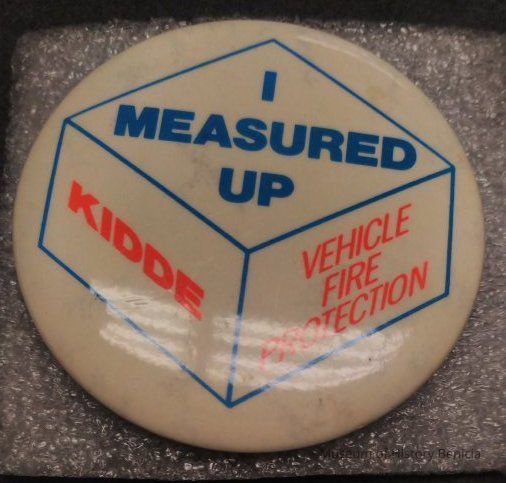 I
MEASURED
UP
KIDDE
VEHICLE
FIRE
PROTECTION
Museum of History Benicia